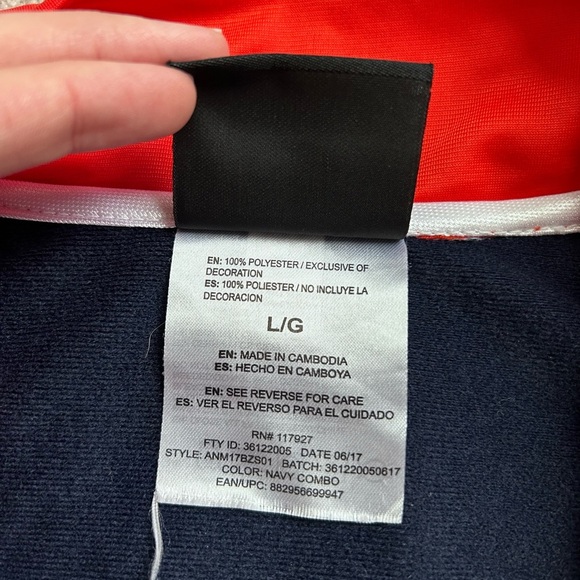 EN: 100% POLYESTER / EXCLUSIVE OF
DECORATION
ES: 100% POLIESTER / NO INCLUYE LA
DECORACION
L/G
EN: MADE IN CAMBODIA
ES: HECHO EN CAMBOYA
EN: SEE REVERSE FOR CARE
ES: VER EL REVERSO PARA EL CUIDADO
RN# 117927
FTY ID: 36122005 DATE 06/17
STYLE: ANM17BZS01 BATCH: 361220050617
COLOR: NAVY COMBO
EAN/UPC: 882956699947